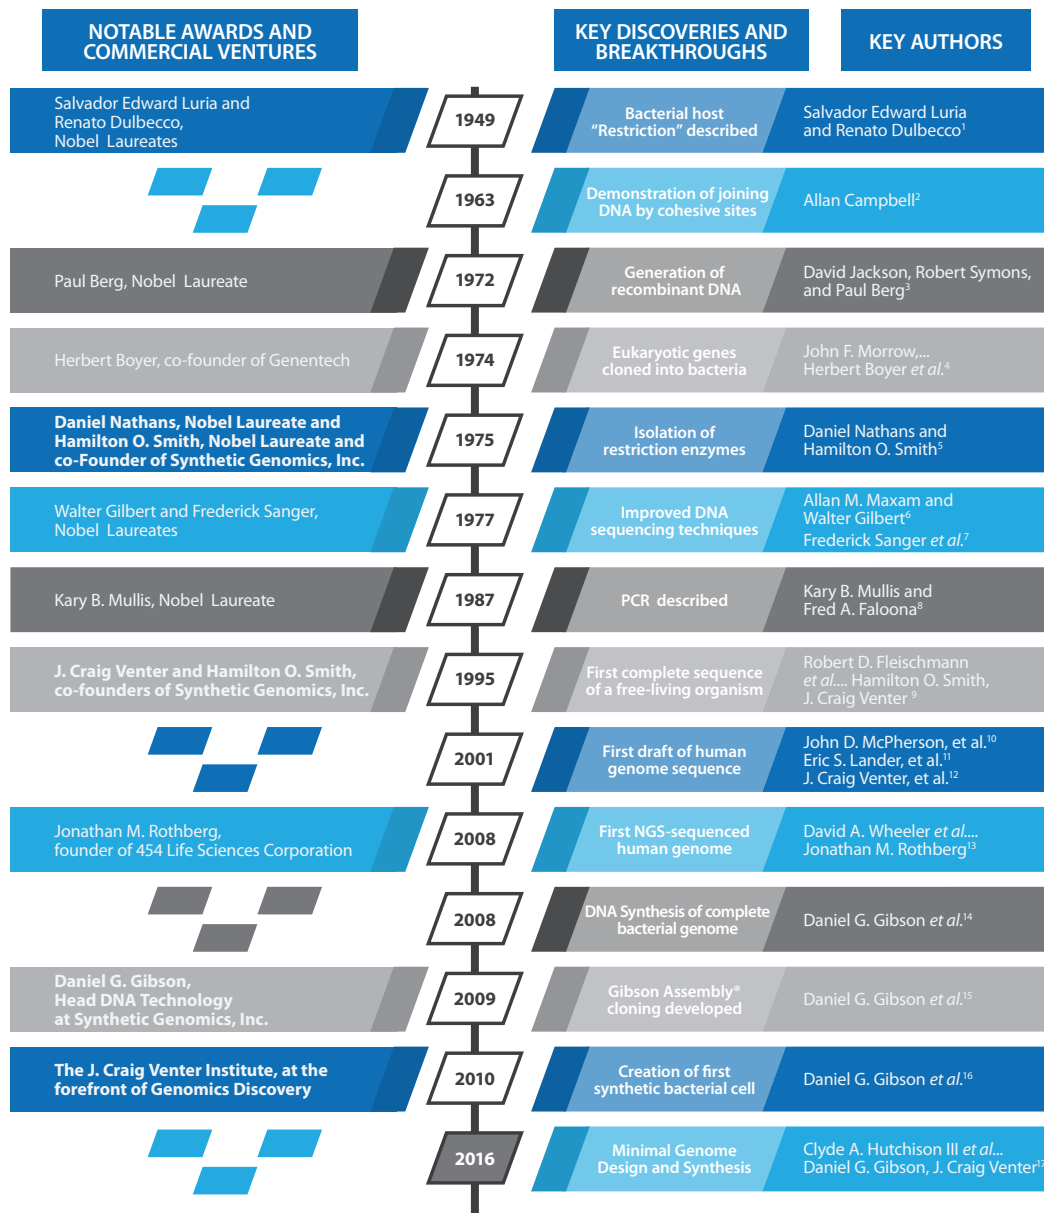 NOTABLE AWARDS AND
COMMERCIAL VENTURES
KEY DISCOVERIES AND
BREAKTHROUGHS
KEY AUTHORS
Salvador Edward Luria and
Renato Dulbecco,
Nobel Laureates
1949
Bacterial host
“Restriction” described
Salvador Edward Luria
and Renato Dulbecco¹
1963
Demonstration of joining
DNA by cohesive sites
Allan Campbell²
Paul Berg, Nobel Laureate
1972
Generation of
recombinant DNA
David Jackson, Robert Symons,
and Paul Berg³
Herbert Boyer, co-founder of Genentech
1974
Eukaryotic genes
cloned into bacteria
John F. Morrow,...
Herbert Boyer et al.⁴
Daniel Nathans, Nobel Laureate and
Hamilton O. Smith, Nobel Laureate and
co-Founder of Synthetic Genomics, Inc.
1975
Isolation of
restriction enzymes
Daniel Nathans and
Hamilton O. Smith⁵
Walter Gilbert and Frederick Sanger,
Nobel Laureates
1977
Improved DNA
sequencing techniques
Allan M. Maxam and
Walter Gilbert⁶
Frederick Sanger et al.⁷
Kary B. Mullis, Nobel Laureate
1987
PCR described
Kary B. Mullis and
Fred A. Faloona⁸
J. Craig Venter and Hamilton O. Smith,
co-founders of Synthetic Genomics, Inc.
1995
First complete sequence
of a free-living organism
Robert D. Fleischmann
et al.... Hamilton O. Smith,
J. Craig Venter ⁹
2001
First draft of human
genome sequence
John D. McPherson, et al.¹⁰
Eric S. Lander, et al.¹¹
J. Craig Venter, et al.¹²
Jonathan M. Rothberg,
founder of 454 Life Sciences Corporation
2008
First NGS-sequenced
human genome
David A. Wheeler et al....
Jonathan M. Rothberg¹³
2008
DNA Synthesis of complete
bacterial genome
Daniel G. Gibson et al.¹⁴
Daniel G. Gibson,
Head DNA Technology
at Synthetic Genomics, Inc.
2009
Gibson Assembly®
cloning developed
Daniel G. Gibson et al.¹⁵
The J. Craig Venter Institute, at the
forefront of Genomics Discovery
2010
Creation of first
synthetic bacterial cell
Daniel G. Gibson et al.¹⁶
2016
Minimal Genome
Design and Synthesis
Clyde A. Hutchison III et al...
Daniel G. Gibson, J. Craig Venter¹⁷